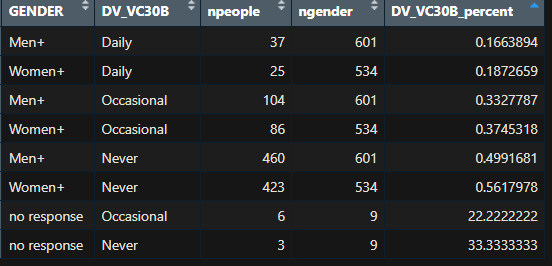 GENDER DV_VC30B npeople ngender DV_VC30B_percent
Men+ Daily 37 601 0.1663894
Women+ Daily 25 534 0.1872659
Men+ Occasional 104 601 0.3327787
Women+ Occasional 86 534 0.3745318
Men+ Never 460 601 0.4991681
Women+ Never 423 534 0.5617978
no response Occasional 6 9 22.2222222
no response Never 3 9 33.3333333